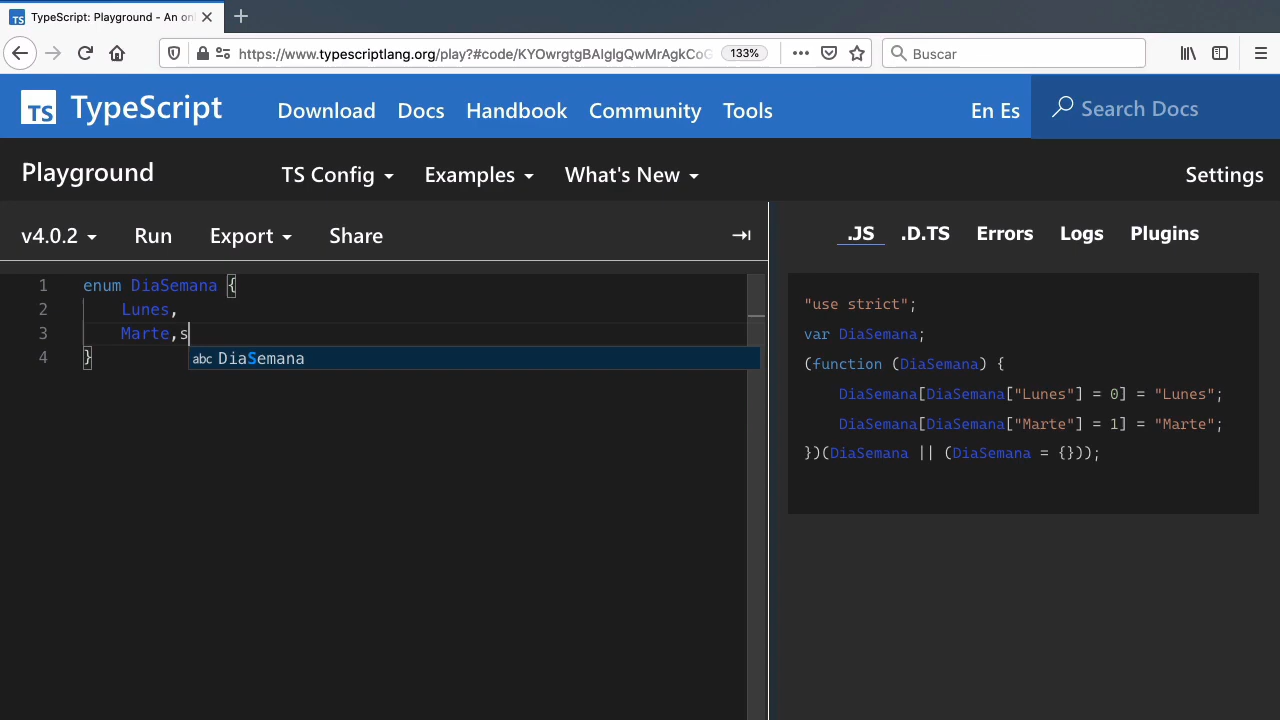 TypeScript: Playground - An onl
https://www.typescriptlang.org/play?#code/KYOwrgtgBAIglgQwMrAgkCoG
133%
Buscar
TS TypeScript
Download Docs Handbook Community Tools
En Es
Search Docs
Playground
TS Config Examples What's New
Settings
v4.0.2 Run Export Share
.JS .D.TS Errors Logs Plugins
1 enum DiaSemana {
2 Lunes,
3 Marte,s
4 }
abc DiaSemana
"use strict";
var DiaSemana;
(function (DiaSemana) {
DiaSemana[DiaSemana["Lunes"] = 0] = "Lunes";
DiaSemana[DiaSemana["Marte"] = 1] = "Marte";
})(DiaSemana || (DiaSemana = {}));